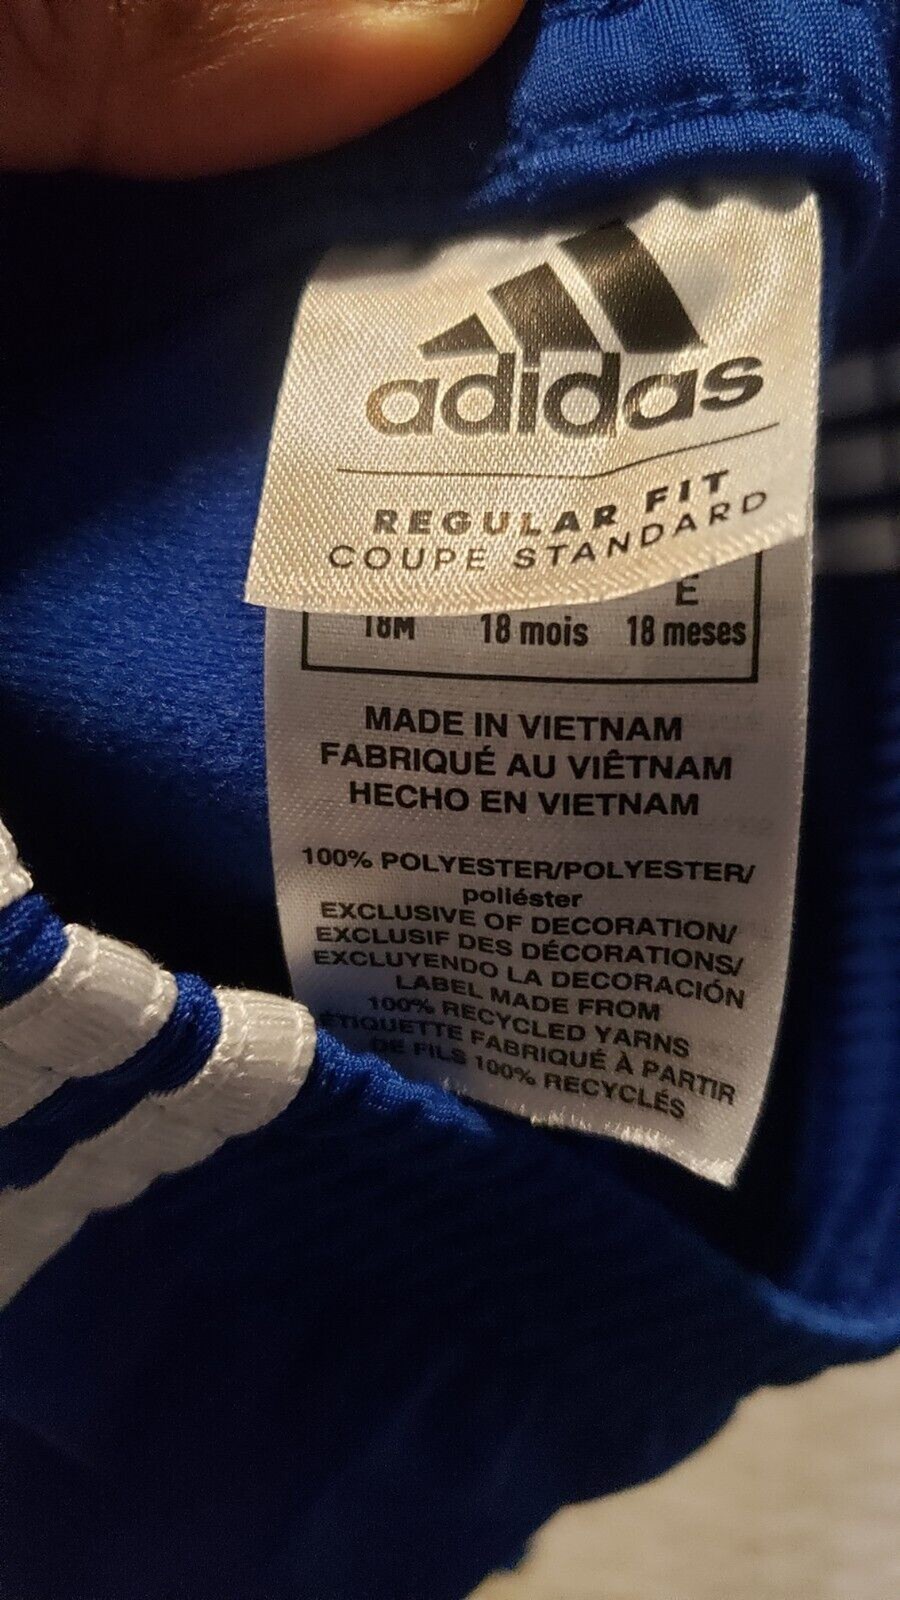 adidas
REGULAR FIT
COUPE STANDARD
E
18M 18 mois 18 meses
MADE IN VIETNAM
FABRIQUÉ AU VIÊTNAM
HECHO EN VIETNAM
100% POLYESTER/POLYESTER/
poliéster
EXCLUSIVE OF DECORATION/
EXCLUSIF DES DÉCORATIONS/
EXCLUYENDO LA DECORACIÓN
LABEL MADE FROM
100% RECYCLED YARNS
ÉTIQUETTE FABRIQUÉ À PARTIR
DE FILS 100% RECYCLÉS